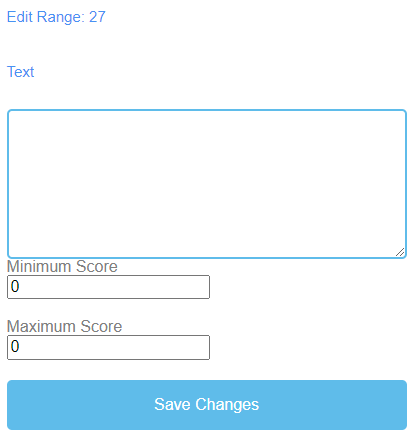 Edit Range: 27
Text
Minimum Score
0
Maximum Score
0
Save Changes